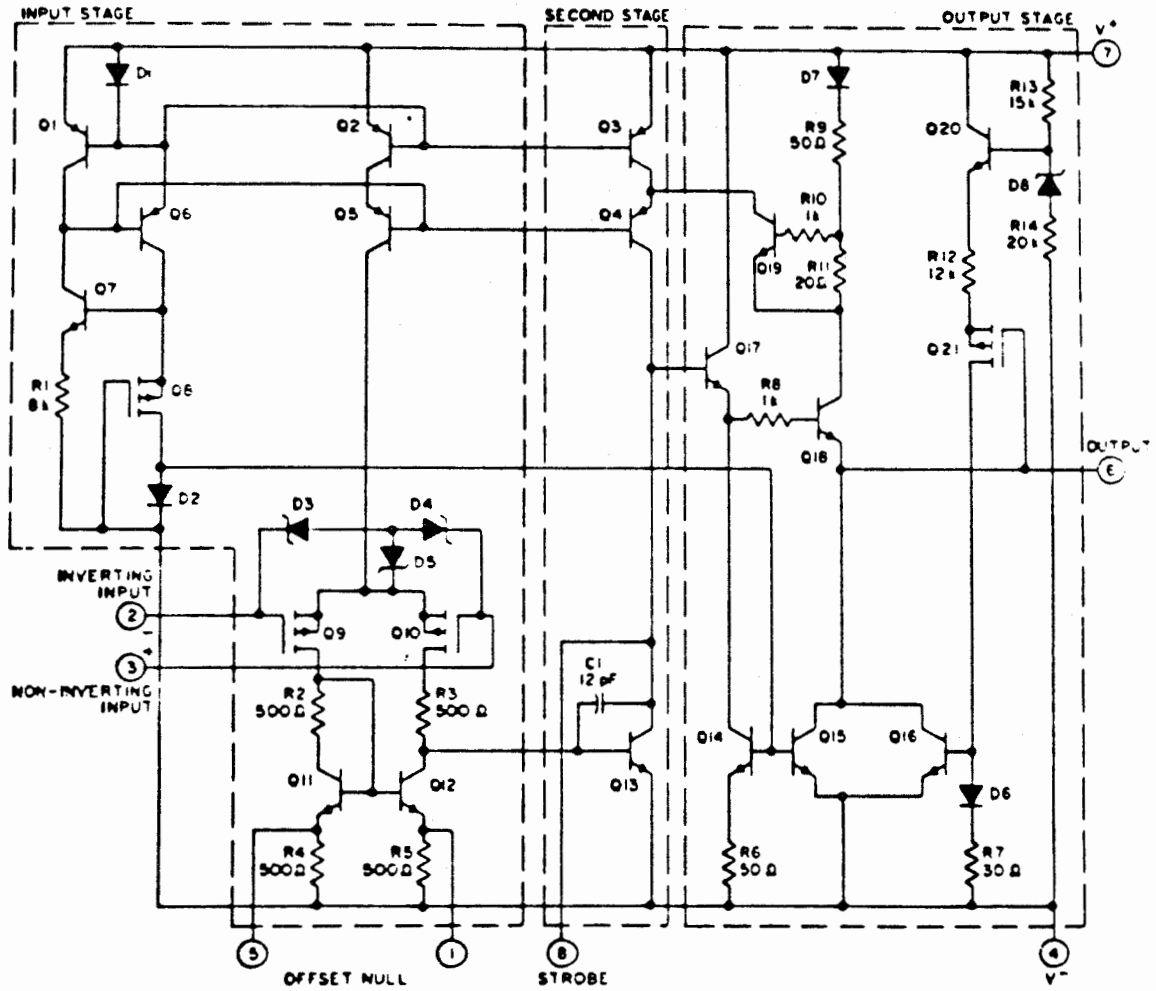 INPUT STAGE
SECOND STAGE
OUTPUT STAGE
V+
7
D1
D7
R13
15k
Q1
Q2
Q3
R9
50Ω
Q20
D8
Q6
Q5
Q4
R10
1k
R14
20k
Q19
R11
20Ω
R12
12k
Q7
Q17
Q21
R1
8k
Q8
R8
1k
Q18
OUTPUT
6
D2
D3
D4
D5
INVERTING
INPUT
2
-
Q9
Q10
+
3
NON-INVERTING
INPUT
R2
500Ω
R3
500Ω
C1
12 pF
Q11
Q12
Q13
Q14
Q15
Q16
D6
R4
500Ω
R5
500Ω
R6
50Ω
R7
30Ω
5
1
8
4
OFFSET NULL
STROBE
V-